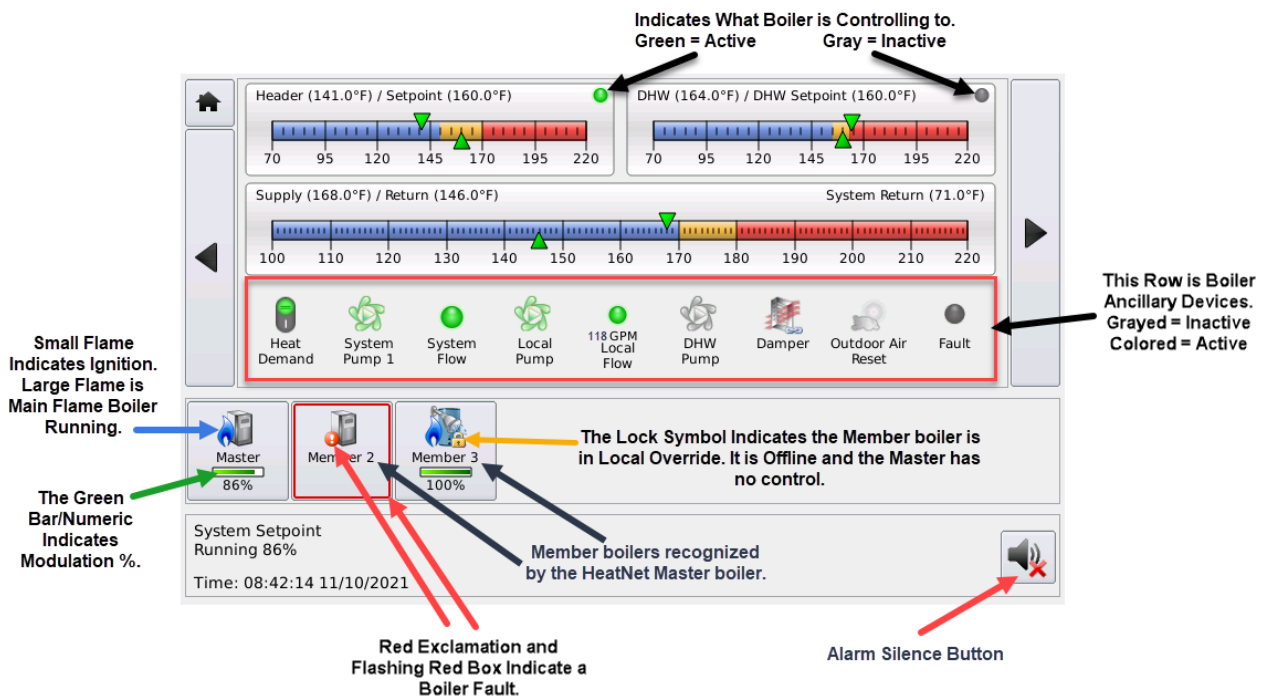 Indicates What Boiler is Controlling to.
Green = Active Gray = Inactive
Header (141.0°F) / Setpoint (160.0°F)
70 95 120 145 170 195 220
DHW (164.0°F) / DHW Setpoint (160.0°F)
70 95 120 145 170 195 220
Supply (168.0°F) / Return (146.0°F) System Return (71.0°F)
100 110 120 130 140 150 160 170 180 190 200 210 220
Heat
Demand
System
Pump 1
System
Flow
Local
Pump
118 GPM
Local
Flow
DHW
Pump
Damper
Outdoor Air
Reset
Fault
This Row is Boiler
Ancillary Devices.
Grayed = Inactive
Colored = Active
Small Flame
Indicates Ignition.
Large Flame is
Main Flame Boiler
Running.
Master
86%
Member 2
Member 3
100%
The Lock Symbol Indicates the Member boiler is
in Local Override. It is Offline and the Master has
no control.
The Green
Bar/Numeric
Indicates
Modulation %.
System Setpoint
Running 86%
Time: 08:42:14 11/10/2021
Member boilers recognized
by the HeatNet Master boiler.
Red Exclamation and
Flashing Red Box Indicate a
Boiler Fault.
Alarm Silence Button